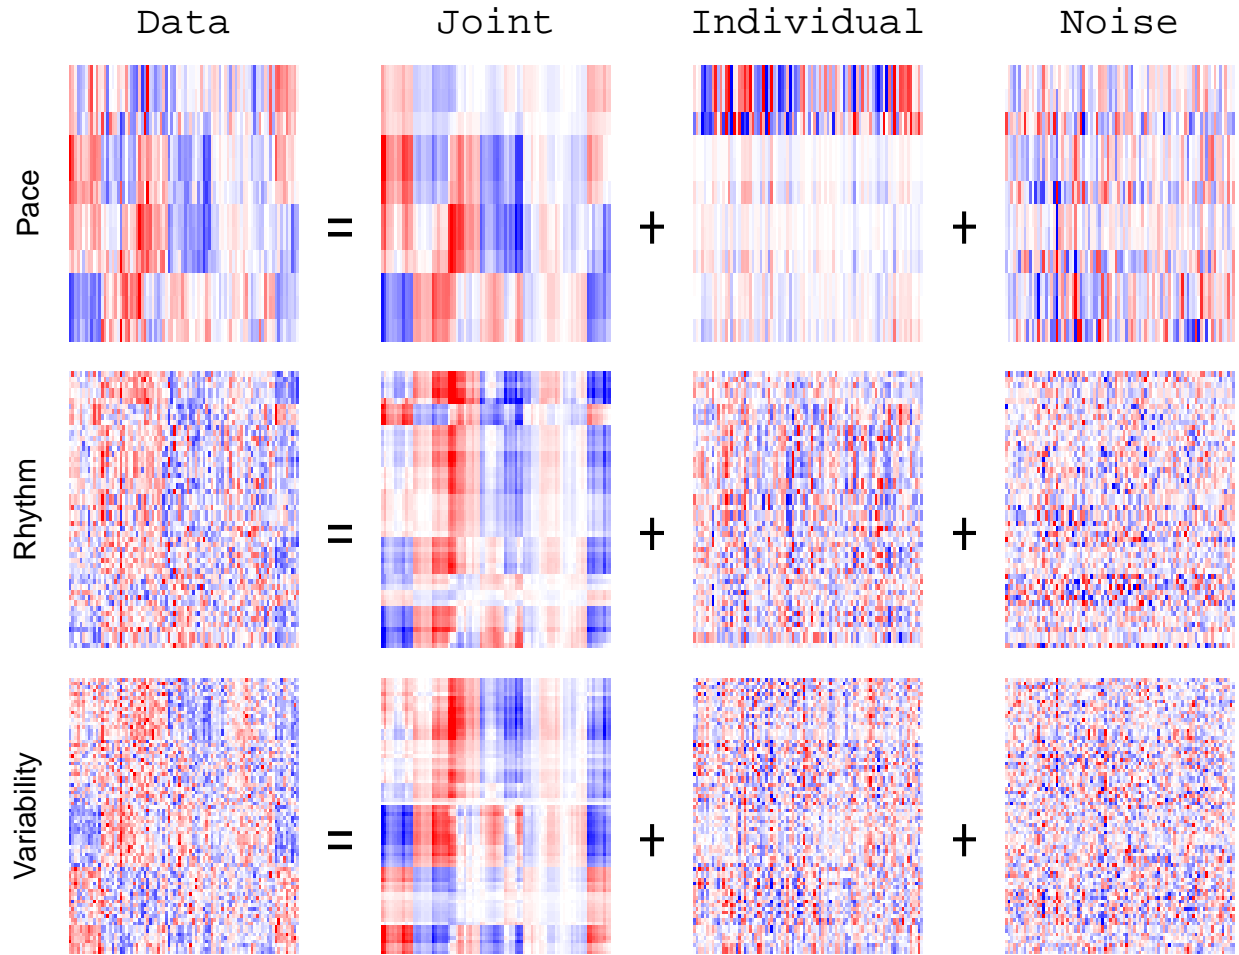 Data Joint Individual Noise
Pace = + +
Rhythm = + +
Variability = + +